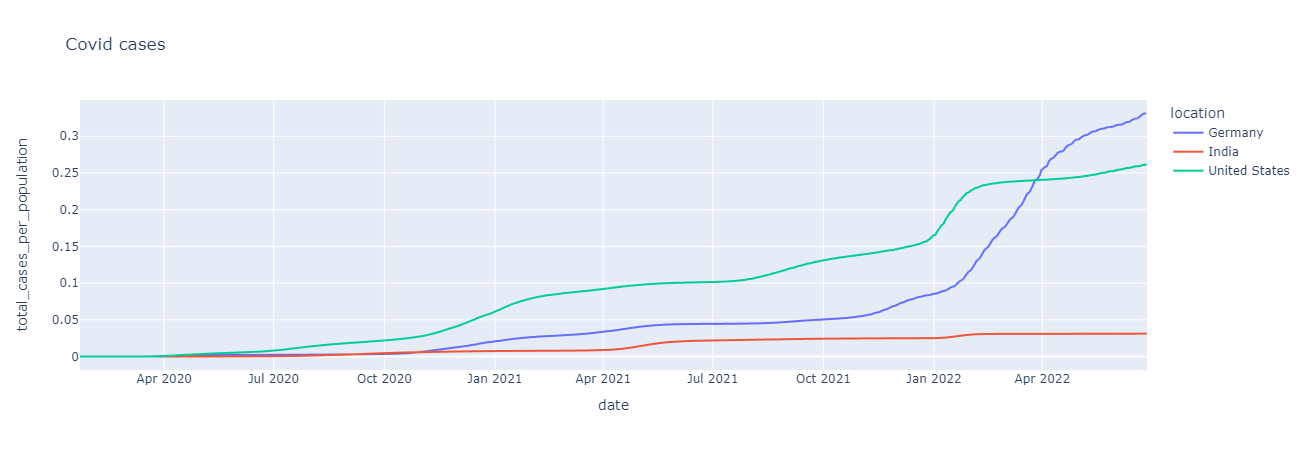 Covid cases
total_cases_per_population
0.3
0.25
0.2
0.15
0.1
0.05
0
Apr 2020
Jul 2020
Oct 2020
Jan 2021
Apr 2021
Jul 2021
Oct 2021
Jan 2022
Apr 2022
date
location
Germany
India
United States